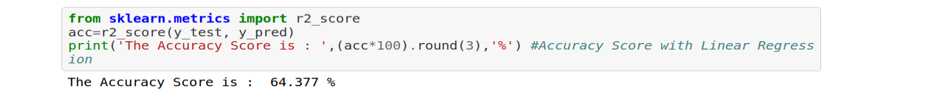 from sklearn.metrics import r2_score
acc=r2_score(y_test, y_pred)
print('The Accuracy Score is : ',(acc*100).round(3),'%') #Accuracy Score with Linear Regress
ion
The Accuracy Score is :  64.377 %